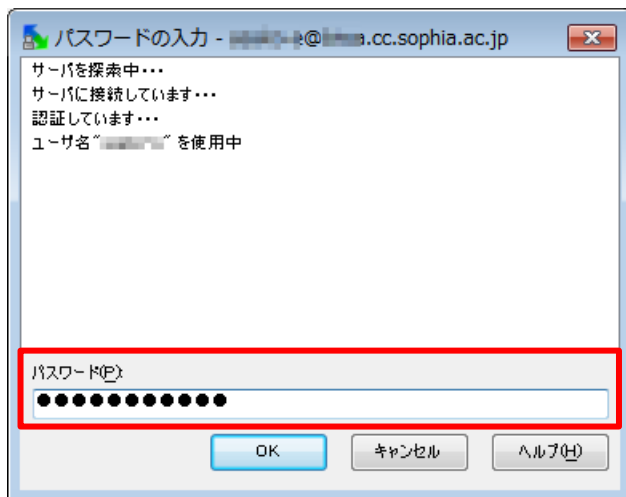 パスワードの入力 - @a.cc.sophia.ac.jp
サーバを探索中・・・
サーバに接続しています・・・
認証しています・・・
ユーザ名“ ”を使用中
パスワード(P):
●●●●●●●●●●●
OK
キャンセル
ヘルプ(H)